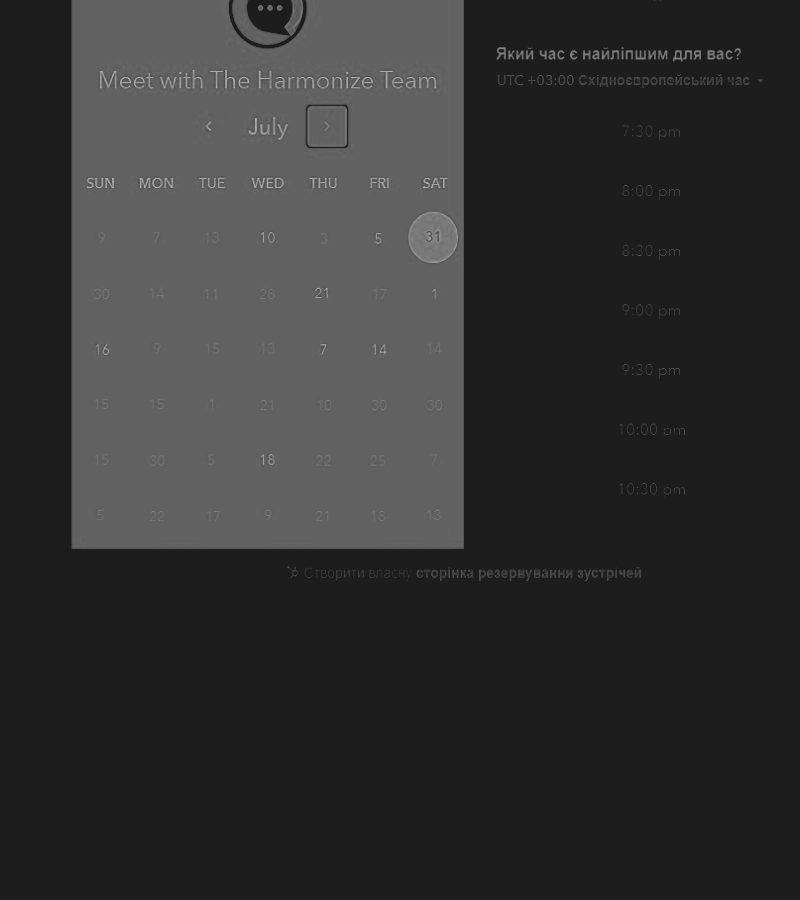 Meet with The Harmonize Team
July
SUN MON TUE WED THU FRI SAT
9 7 13 10 3 5 31
30 14 11 28 21 17 1
16 9 15 13 7 14 14
15 15 1 21 10 30 30
15 30 5 18 22 25 7
5 22 17 9 21 18 13
Який час є найліпшим для вас?
UTC +03:00 Східноєвропейський час
7:30 pm
8:00 pm
8:30 pm
9:00 pm
9:30 pm
10:00 pm
10:30 pm
Створити власну сторінка резервування зустрічей